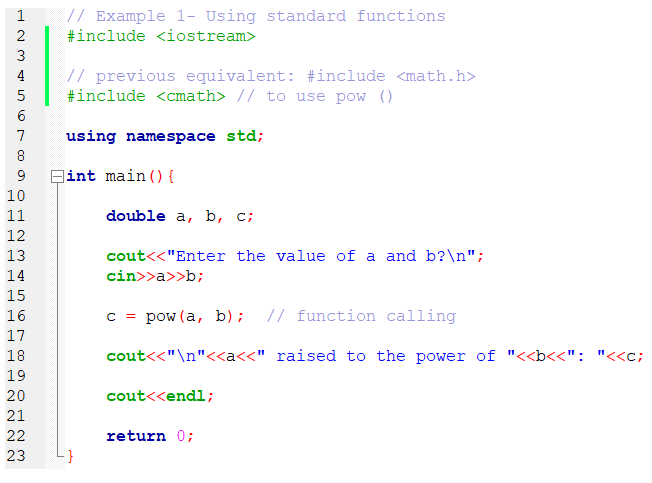 1 // Example 1- Using standard functions
2 #include <iostream>
3
4 // previous equivalent: #include <math.h>
5 #include <cmath> // to use pow ()
6
7 using namespace std;
8
9 int main(){
10
11 double a, b, c;
12
13 cout<<"Enter the value of a and b?\n";
14 cin>>a>>b;
15
16 c = pow(a, b); // function calling
17
18 cout<<"\n"<<a<<" raised to the power of "<<b<<": "<<c;
19
20 cout<<endl;
21
22 return 0;
23 }